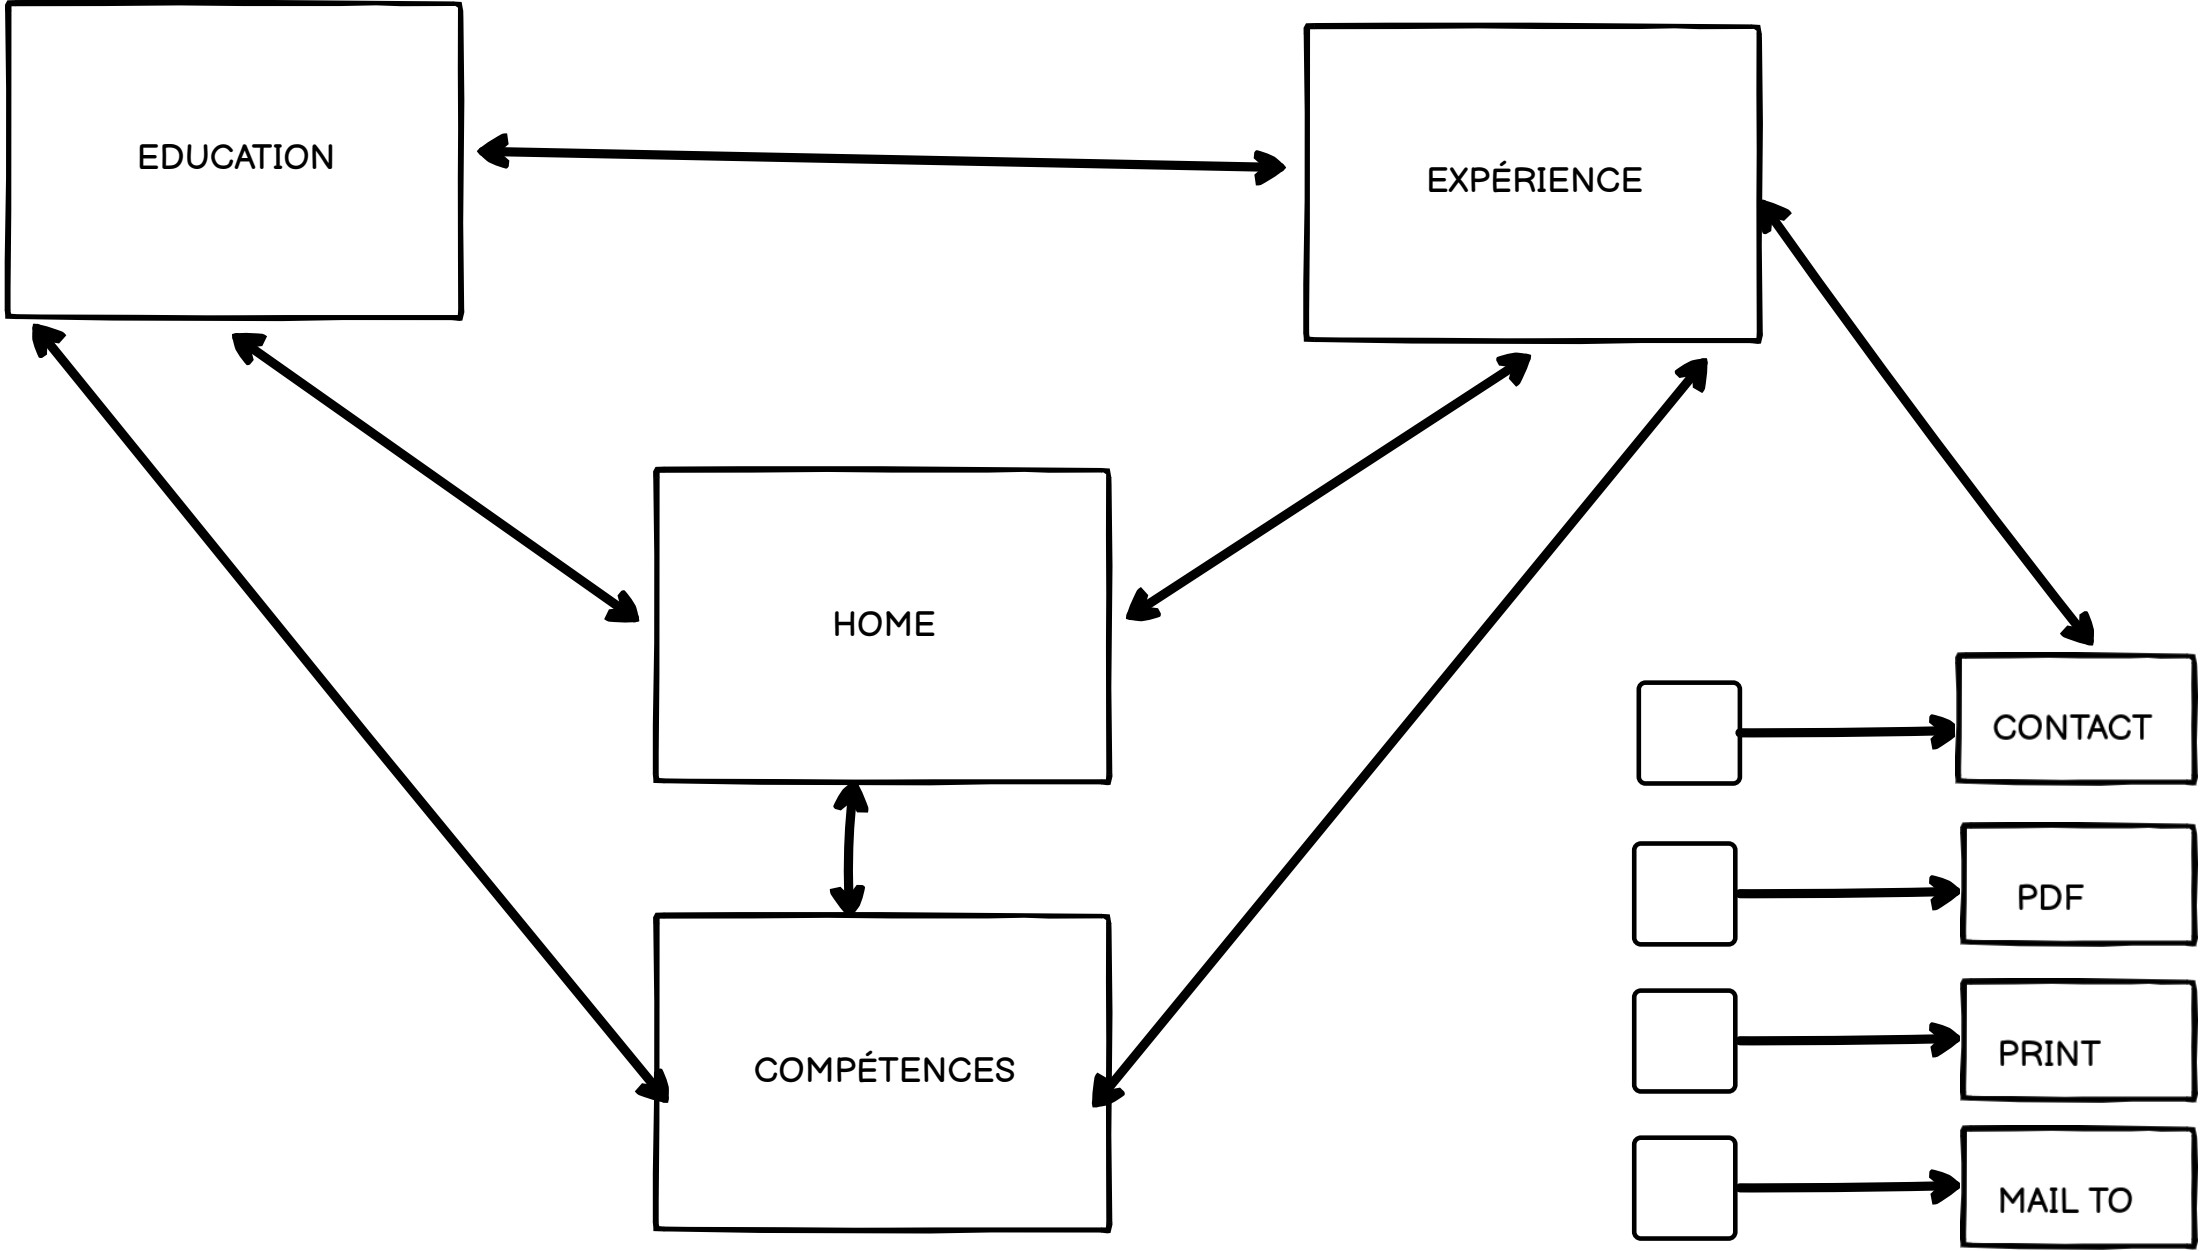 EDUCATION
EXPÉRIENCE
HOME
CONTACT
PDF
COMPÉTENCES
PRINT
MAIL TO